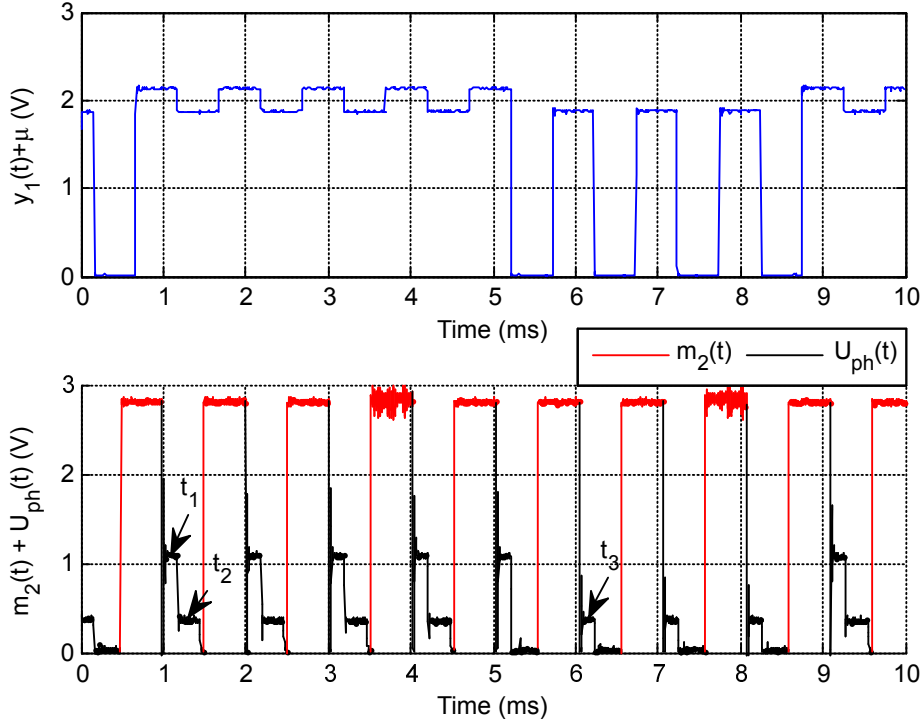 3
2
1
0
y₁(t)+μ (V)
0 1 2 3 4 5 6 7 8 9 10
Time (ms)
m₂(t) U_ph(t)
3
2
1
0
m₂(t) + U_ph(t) (V)
t₁
t₂
t₃
0 1 2 3 4 5 6 7 8 9 10
Time (ms)